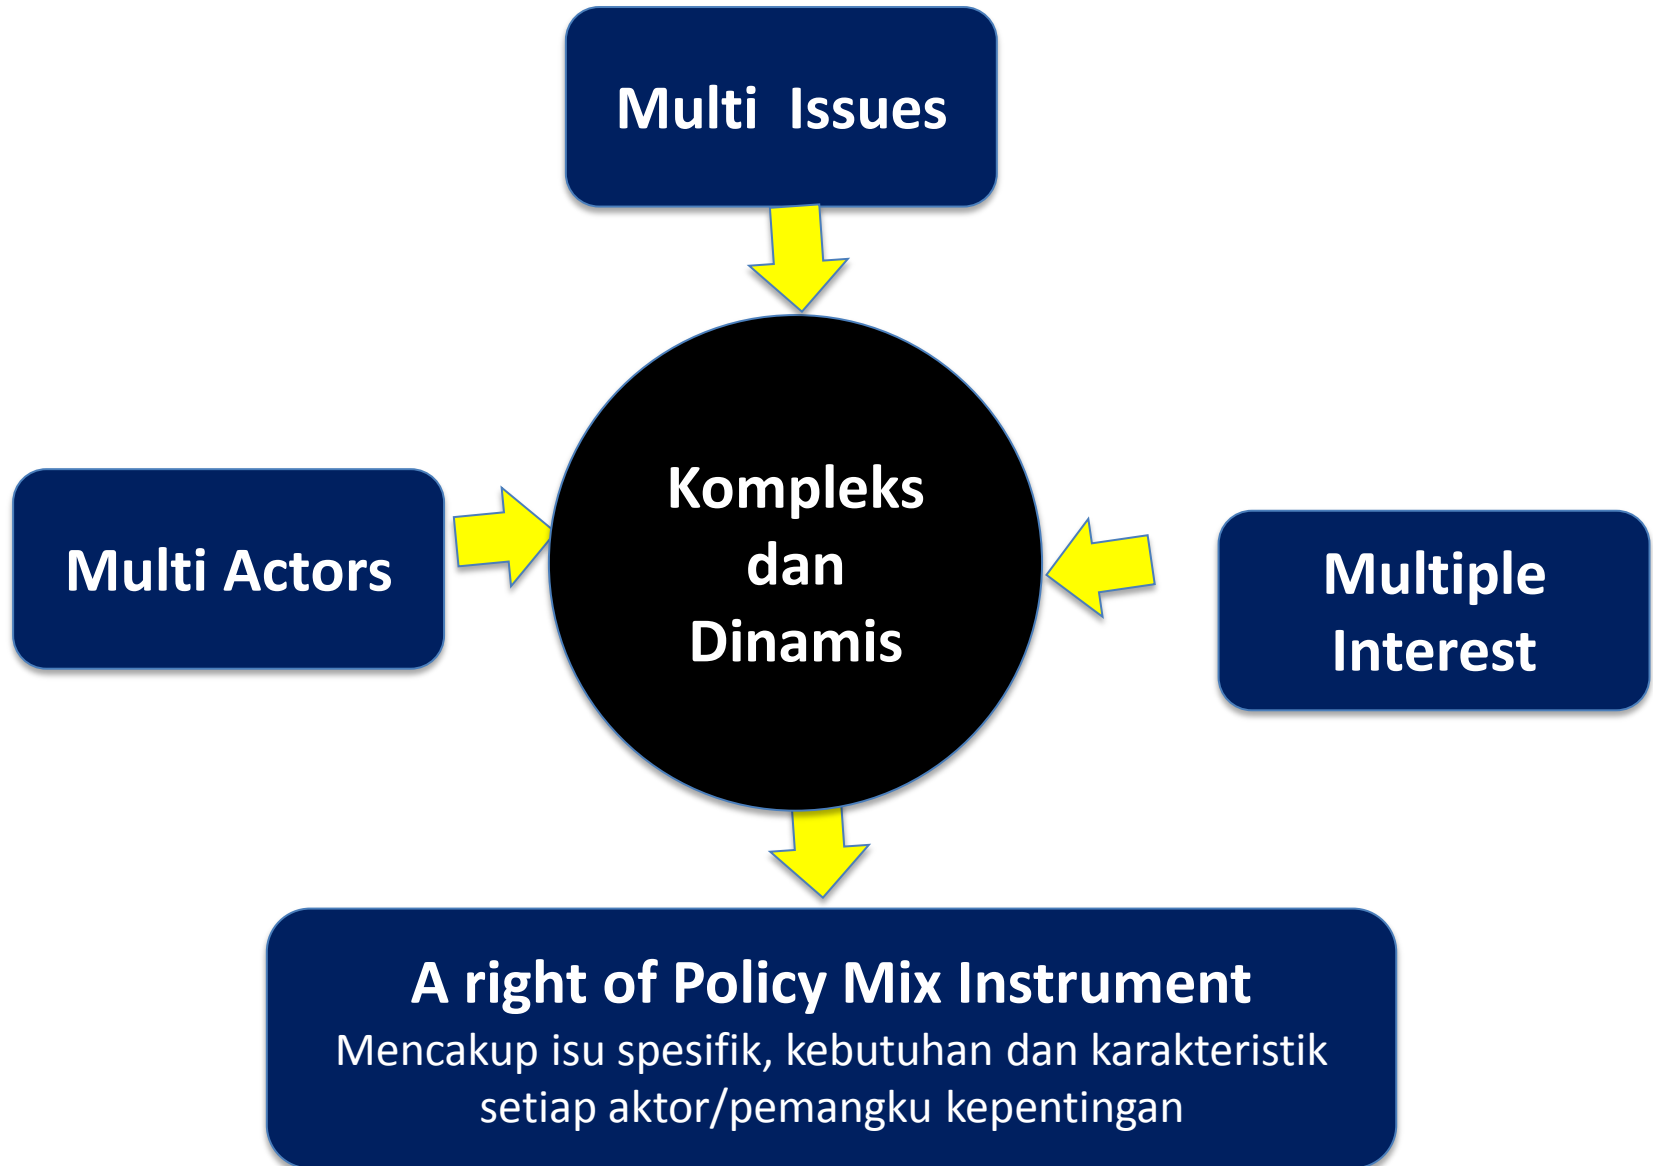 Multi Issues
Multi Actors
Kompleks
dan
Dinamis
Multiple
Interest
A right of Policy Mix Instrument
Mencakup isu spesifik, kebutuhan dan karakteristik
setiap aktor/pemangku kepentingan